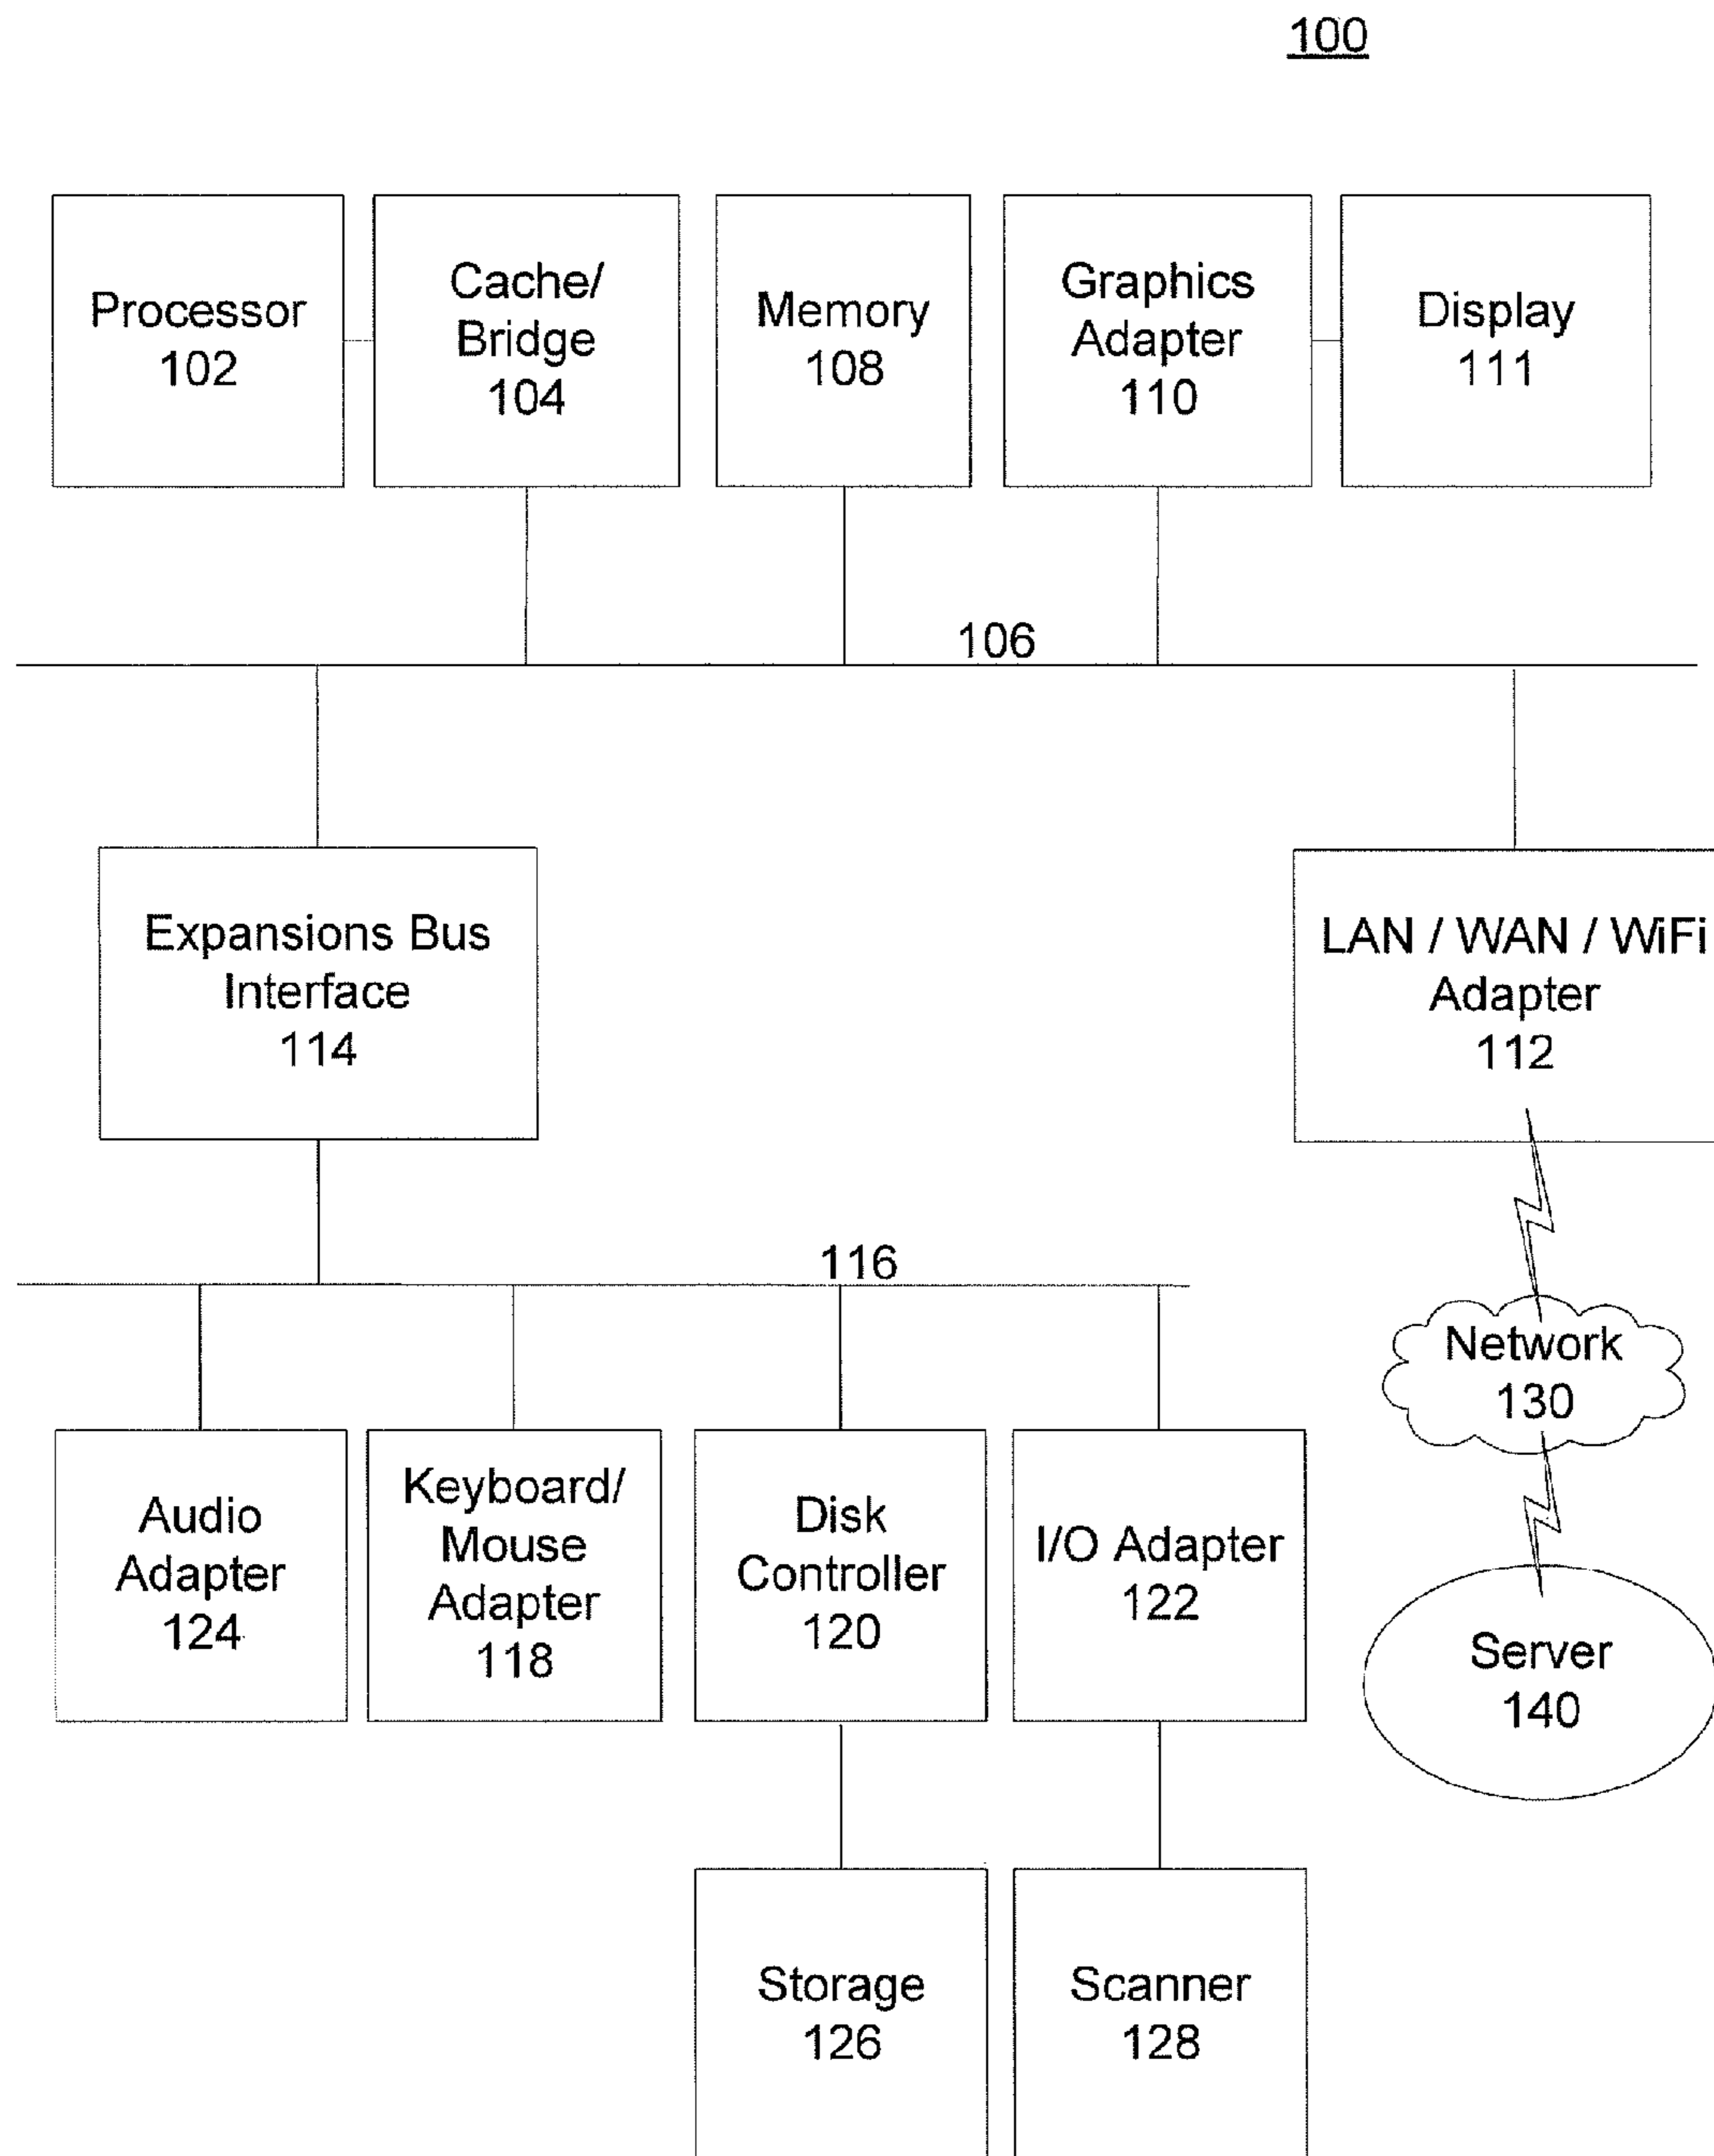 100
Processor
102
Cache/
Bridge
104
Memory
108
Graphics
Adapter
110
Display
111
106
Expansions Bus
Interface
114
LAN / WAN / WiFi
Adapter
112
116
Network
130
Audio
Adapter
124
Keyboard/
Mouse
Adapter
118
Disk
Controller
120
I/O Adapter
122
Server
140
Storage
126
Scanner
128